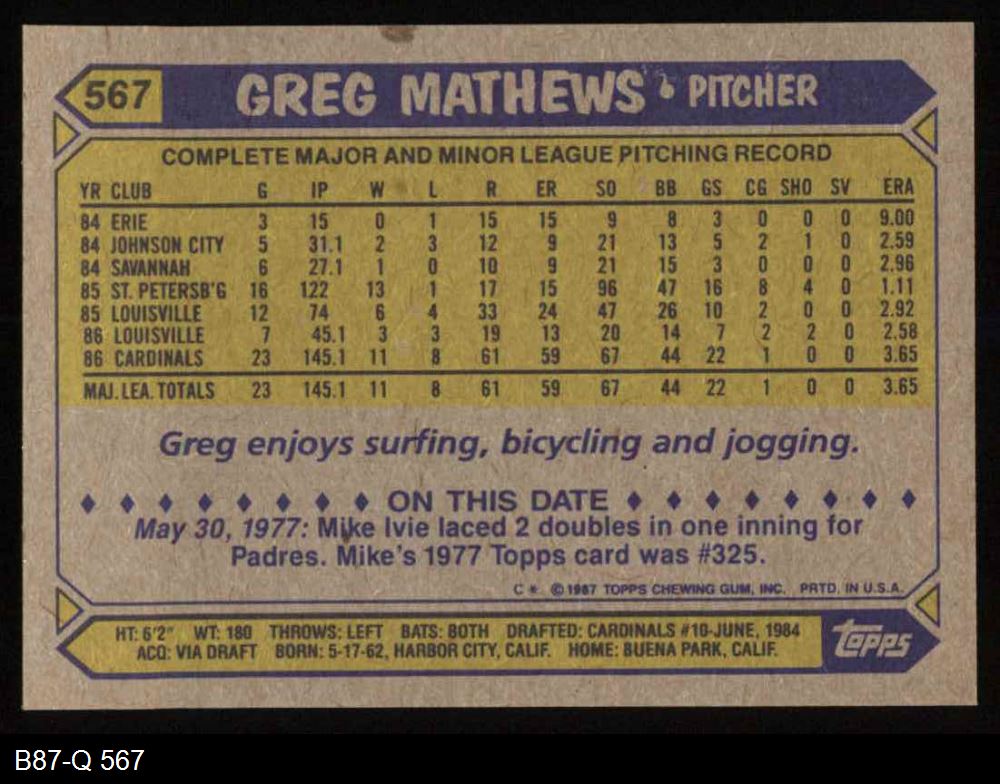 567 GREG MATHEWS • PITCHER
COMPLETE MAJOR AND MINOR LEAGUE PITCHING RECORD
YR CLUB G IP W L R ER SO BB GS CG SHO SV ERA
84 ERIE 3 15 0 1 15 15 9 8 3 0 0 0 9.00
84 JOHNSON CITY 5 31.1 2 3 12 9 21 13 5 2 1 0 2.59
84 SAVANNAH 6 27.1 1 0 10 9 21 15 3 0 0 0 2.96
85 ST. PETERSB'G 16 122 13 1 17 15 96 47 16 8 4 0 1.11
85 LOUISVILLE 12 74 6 4 33 24 47 26 10 2 0 0 2.92
86 LOUISVILLE 7 45.1 3 3 19 13 20 14 7 2 2 0 2.58
86 CARDINALS 23 145.1 11 8 61 59 67 44 22 1 0 0 3.65
MAJ. LEA. TOTALS 23 145.1 11 8 61 59 67 44 22 1 0 0 3.65
Greg enjoys surfing, bicycling and jogging.
ON THIS DATE
May 30, 1977: Mike Ivie laced 2 doubles in one inning for
Padres. Mike's 1977 Topps card was #325.
C * © 1987 TOPPS CHEWING GUM, INC. PRTD. IN U.S.A.
HT: 6'2" WT: 180 THROWS: LEFT BATS: BOTH DRAFTED: CARDINALS #10-JUNE, 1984
ACQ: VIA DRAFT BORN: 5-17-62, HARBOR CITY, CALIF. HOME: BUENA PARK, CALIF.
topps
B87-Q 567